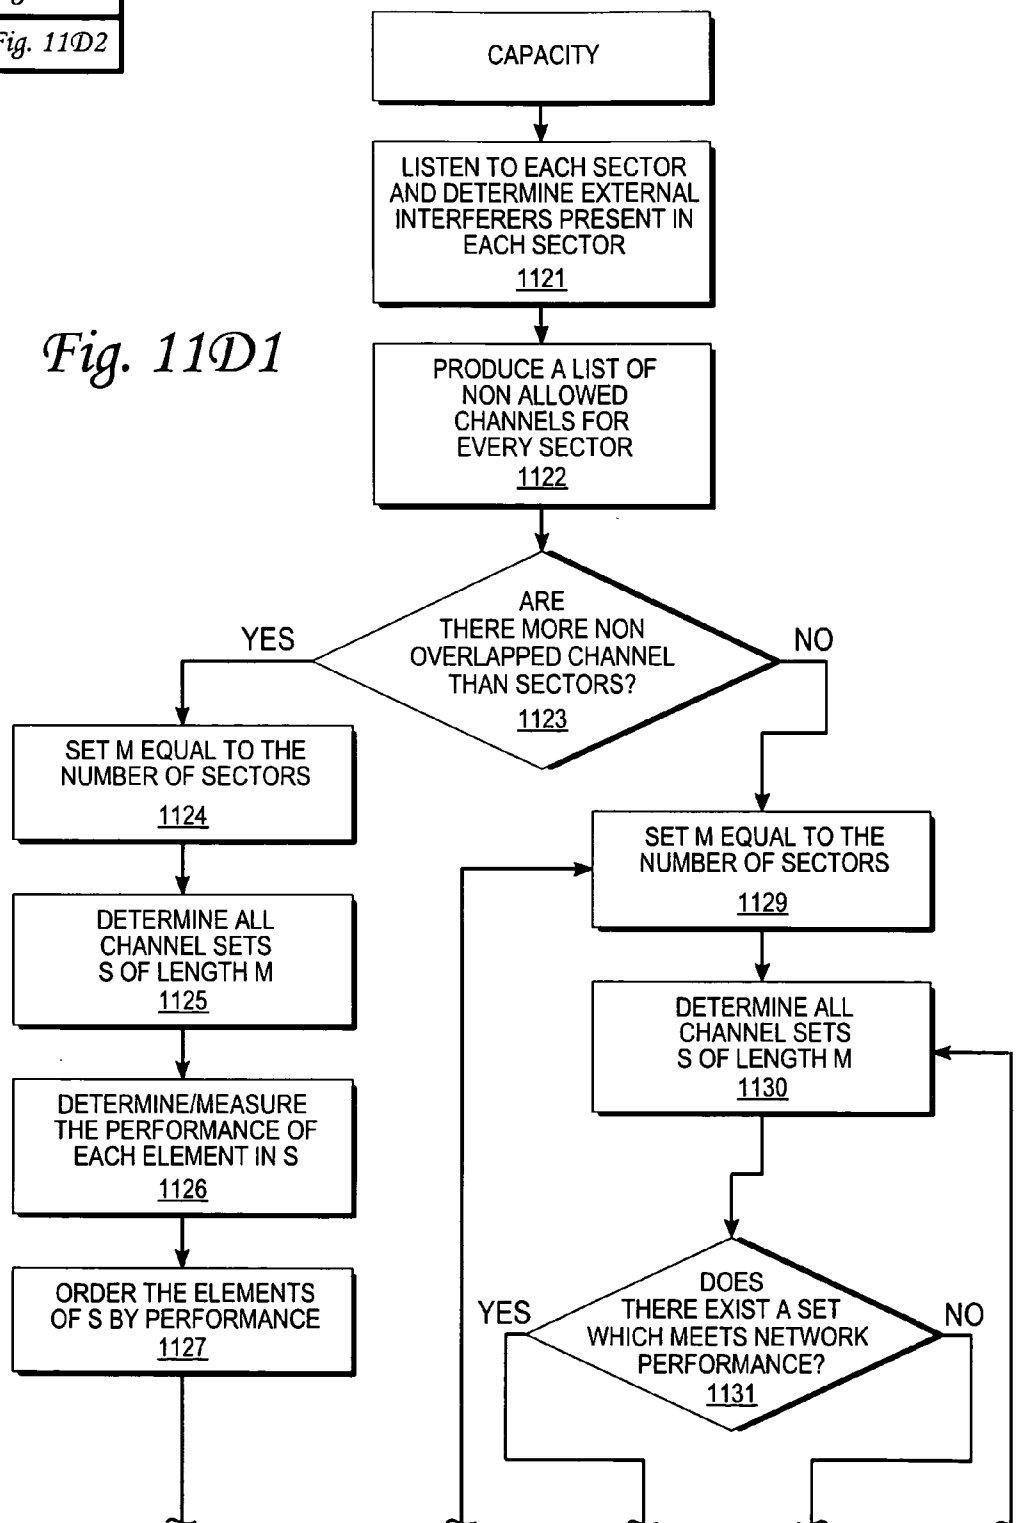 Fig. 11D2
CAPACITY
LISTEN TO EACH SECTOR
AND DETERMINE EXTERNAL
INTERFERERS PRESENT IN
EACH SECTOR
1121
Fig. 11D1
PRODUCE A LIST OF
NON ALLOWED
CHANNELS FOR
EVERY SECTOR
1122
ARE
THERE MORE NON
OVERLAPPED CHANNEL
THAN SECTORS?
1123
YES
NO
SET M EQUAL TO THE
NUMBER OF SECTORS
1124
DETERMINE ALL
CHANNEL SETS
S OF LENGTH M
1125
DETERMINE/MEASURE
THE PERFORMANCE OF
EACH ELEMENT IN S
1126
ORDER THE ELEMENTS
OF S BY PERFORMANCE
1127
SET M EQUAL TO THE
NUMBER OF SECTORS
1129
DETERMINE ALL
CHANNEL SETS
S OF LENGTH M
1130
DOES
THERE EXIST A SET
WHICH MEETS NETWORK
PERFORMANCE?
1131
YES
NO